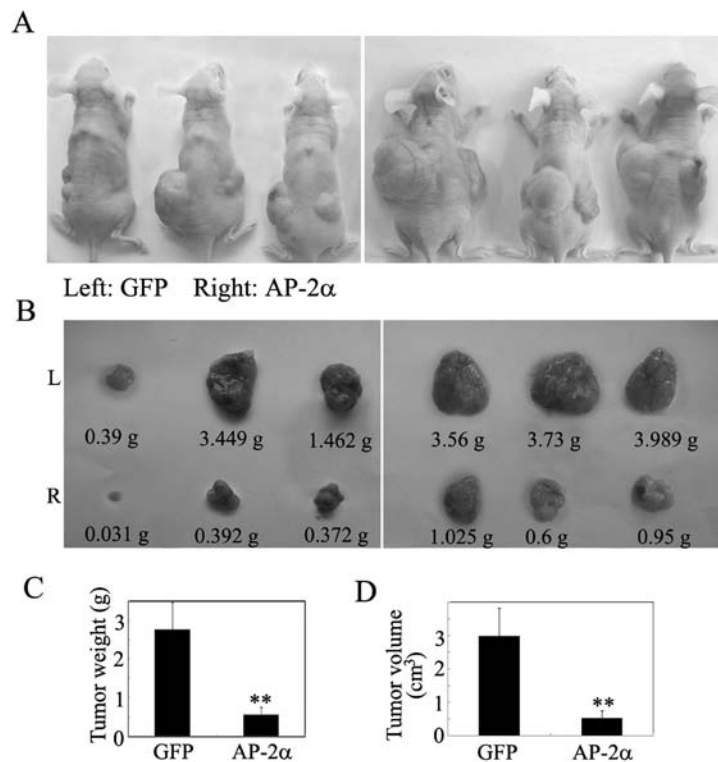 A
Left: GFP Right: AP-2α
B
L
0.39 g 3.449 g 1.462 g 3.56 g 3.73 g 3.989 g
R
0.031 g 0.392 g 0.372 g 1.025 g 0.6 g 0.95 g
C
Tumor weight (g)
3
2
1
0
**
GFP AP-2α
D
Tumor volume
(cm³)
3
2
1
0
**
GFP AP-2α